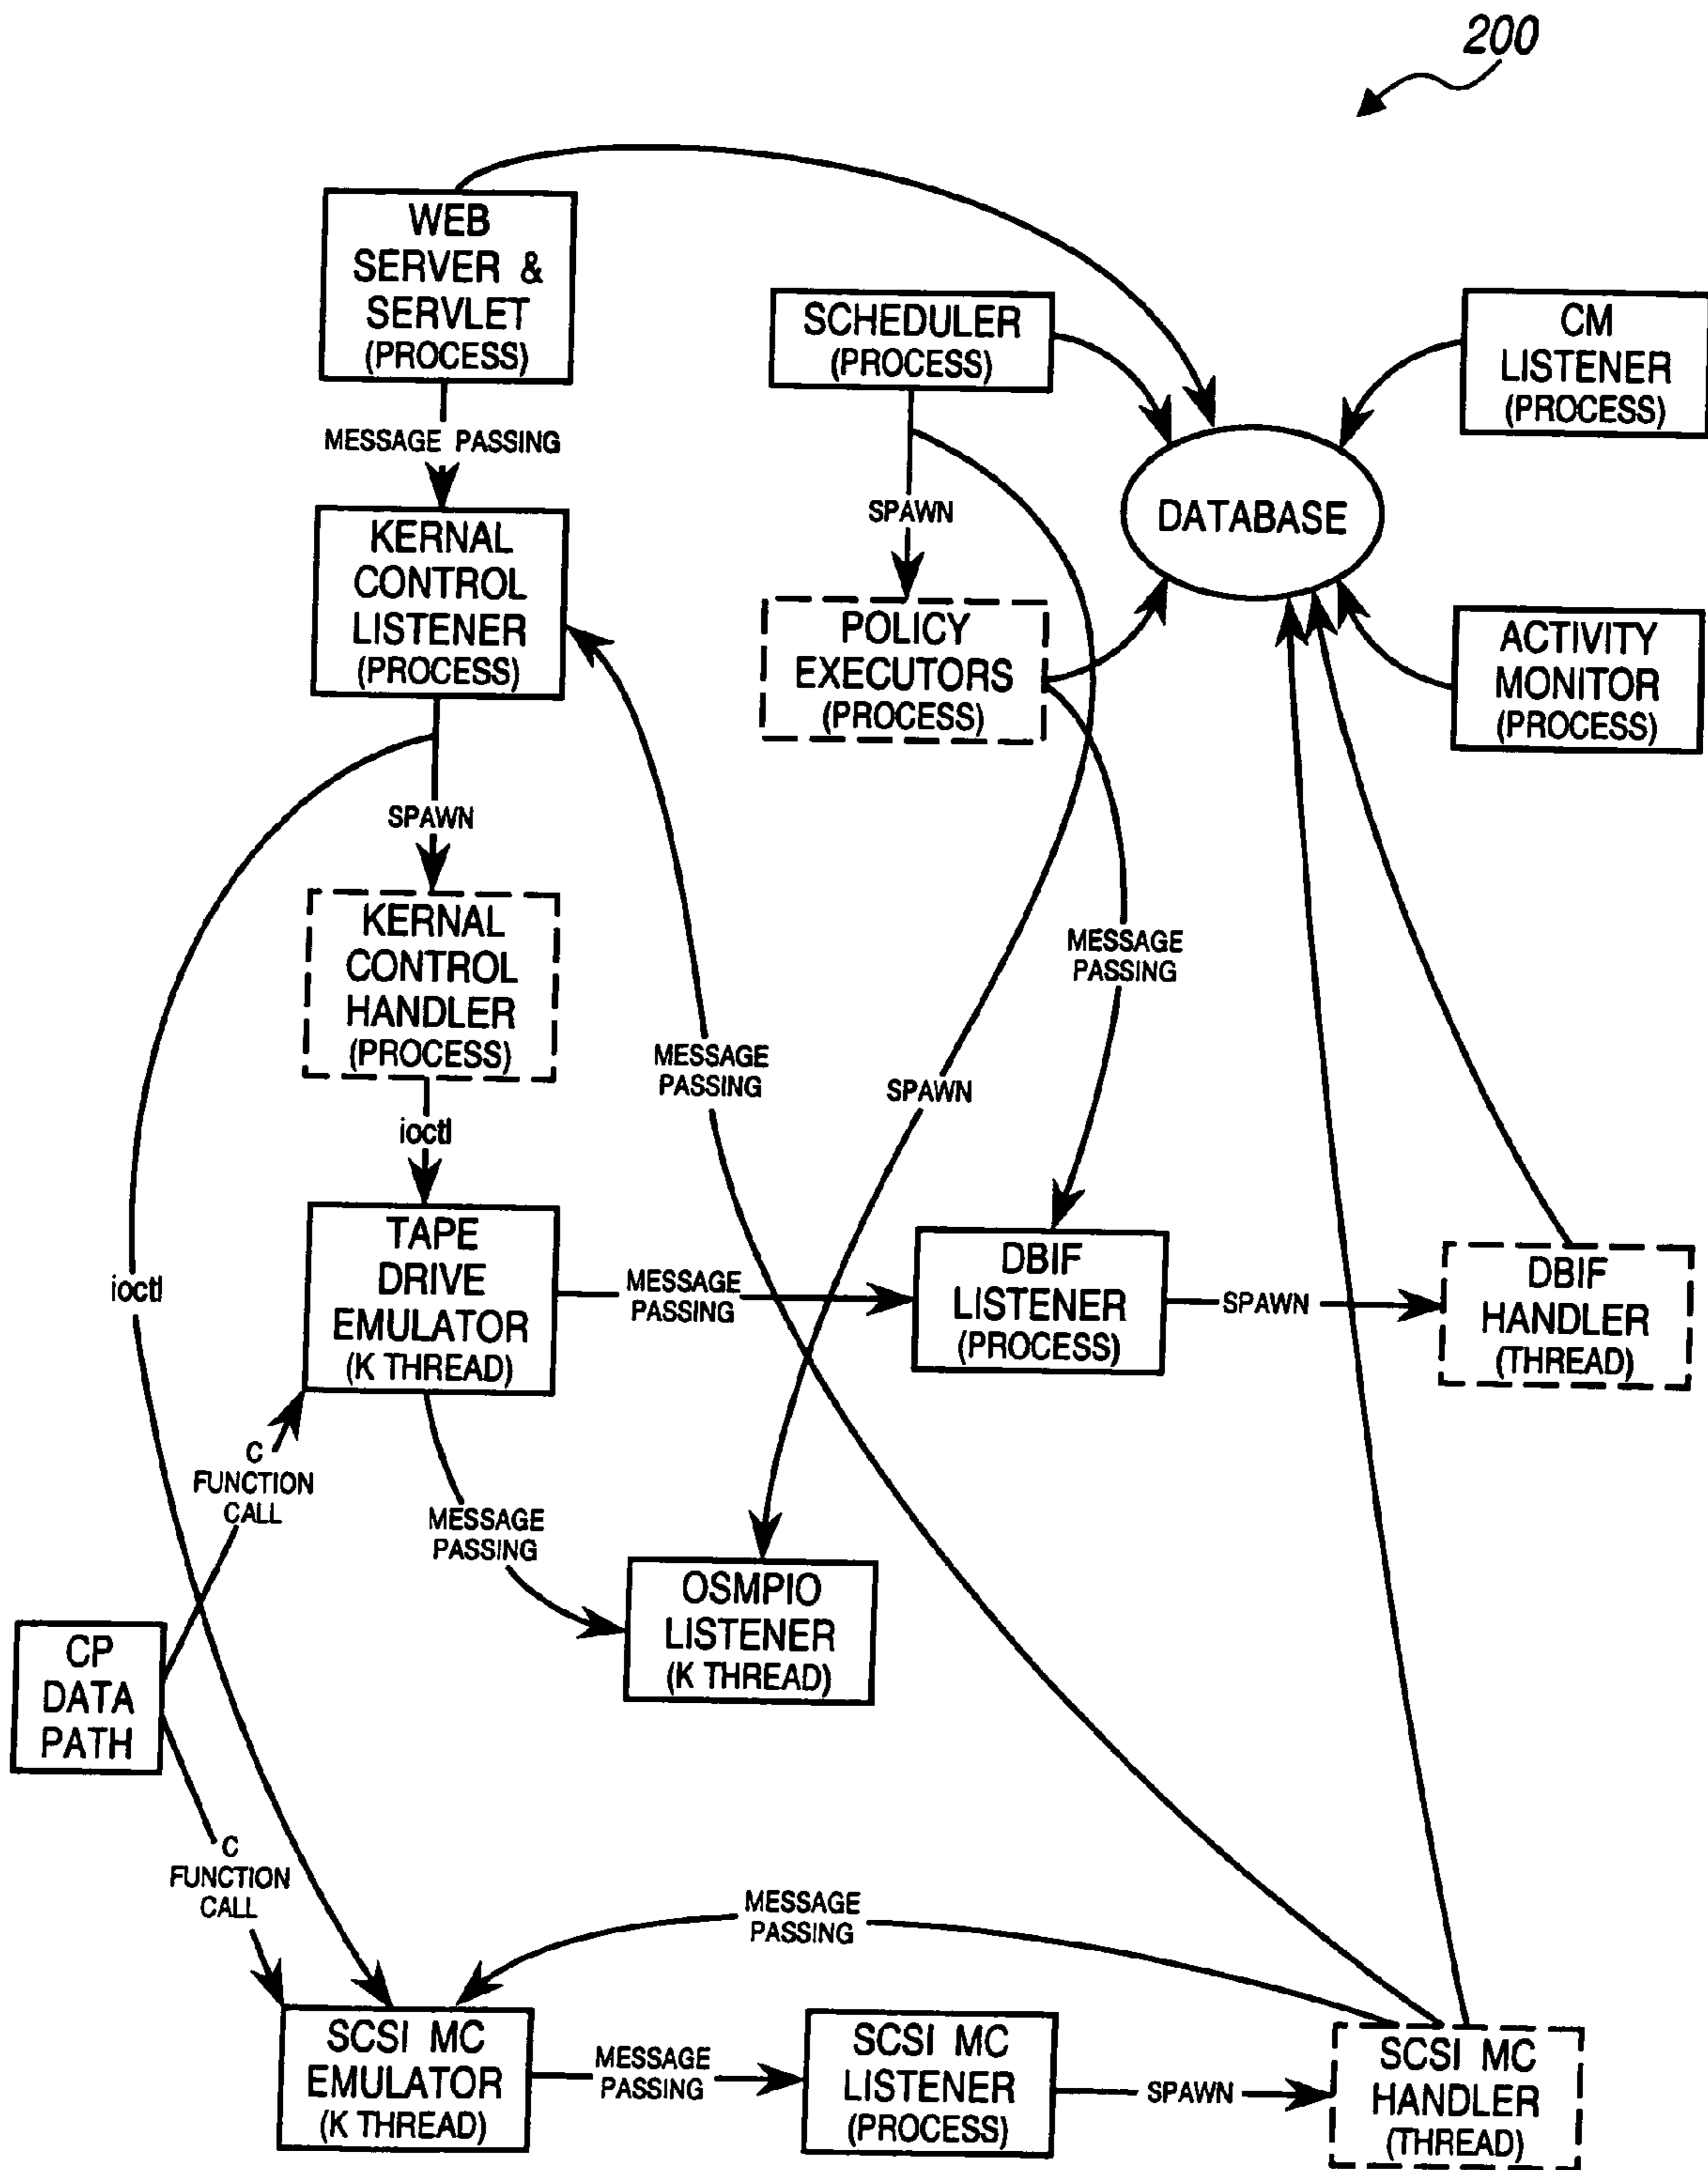 200
WEB
SERVER &
SERVLET
(PROCESS)
SCHEDULER
(PROCESS)
CM
LISTENER
(PROCESS)
MESSAGE PASSING
SPAWN
DATABASE
KERNAL
CONTROL
LISTENER
(PROCESS)
POLICY
EXECUTORS
(PROCESS)
ACTIVITY
MONITOR
(PROCESS)
SPAWN
KERNAL
CONTROL
HANDLER
(PROCESS)
MESSAGE
PASSING
MESSAGE
PASSING
SPAWN
ioctl
ioctl
TAPE
DRIVE
EMULATOR
(K THREAD)
MESSAGE
PASSING
DBIF
LISTENER
(PROCESS)
SPAWN
DBIF
HANDLER
(THREAD)
C
FUNCTION
CALL
MESSAGE
PASSING
OSMPIO
LISTENER
(K THREAD)
CP
DATA
PATH
C
FUNCTION
CALL
MESSAGE
PASSING
SCSI MC
EMULATOR
(K THREAD)
MESSAGE
PASSING
SCSI MC
LISTENER
(PROCESS)
SPAWN
SCSI MC
HANDLER
(THREAD)